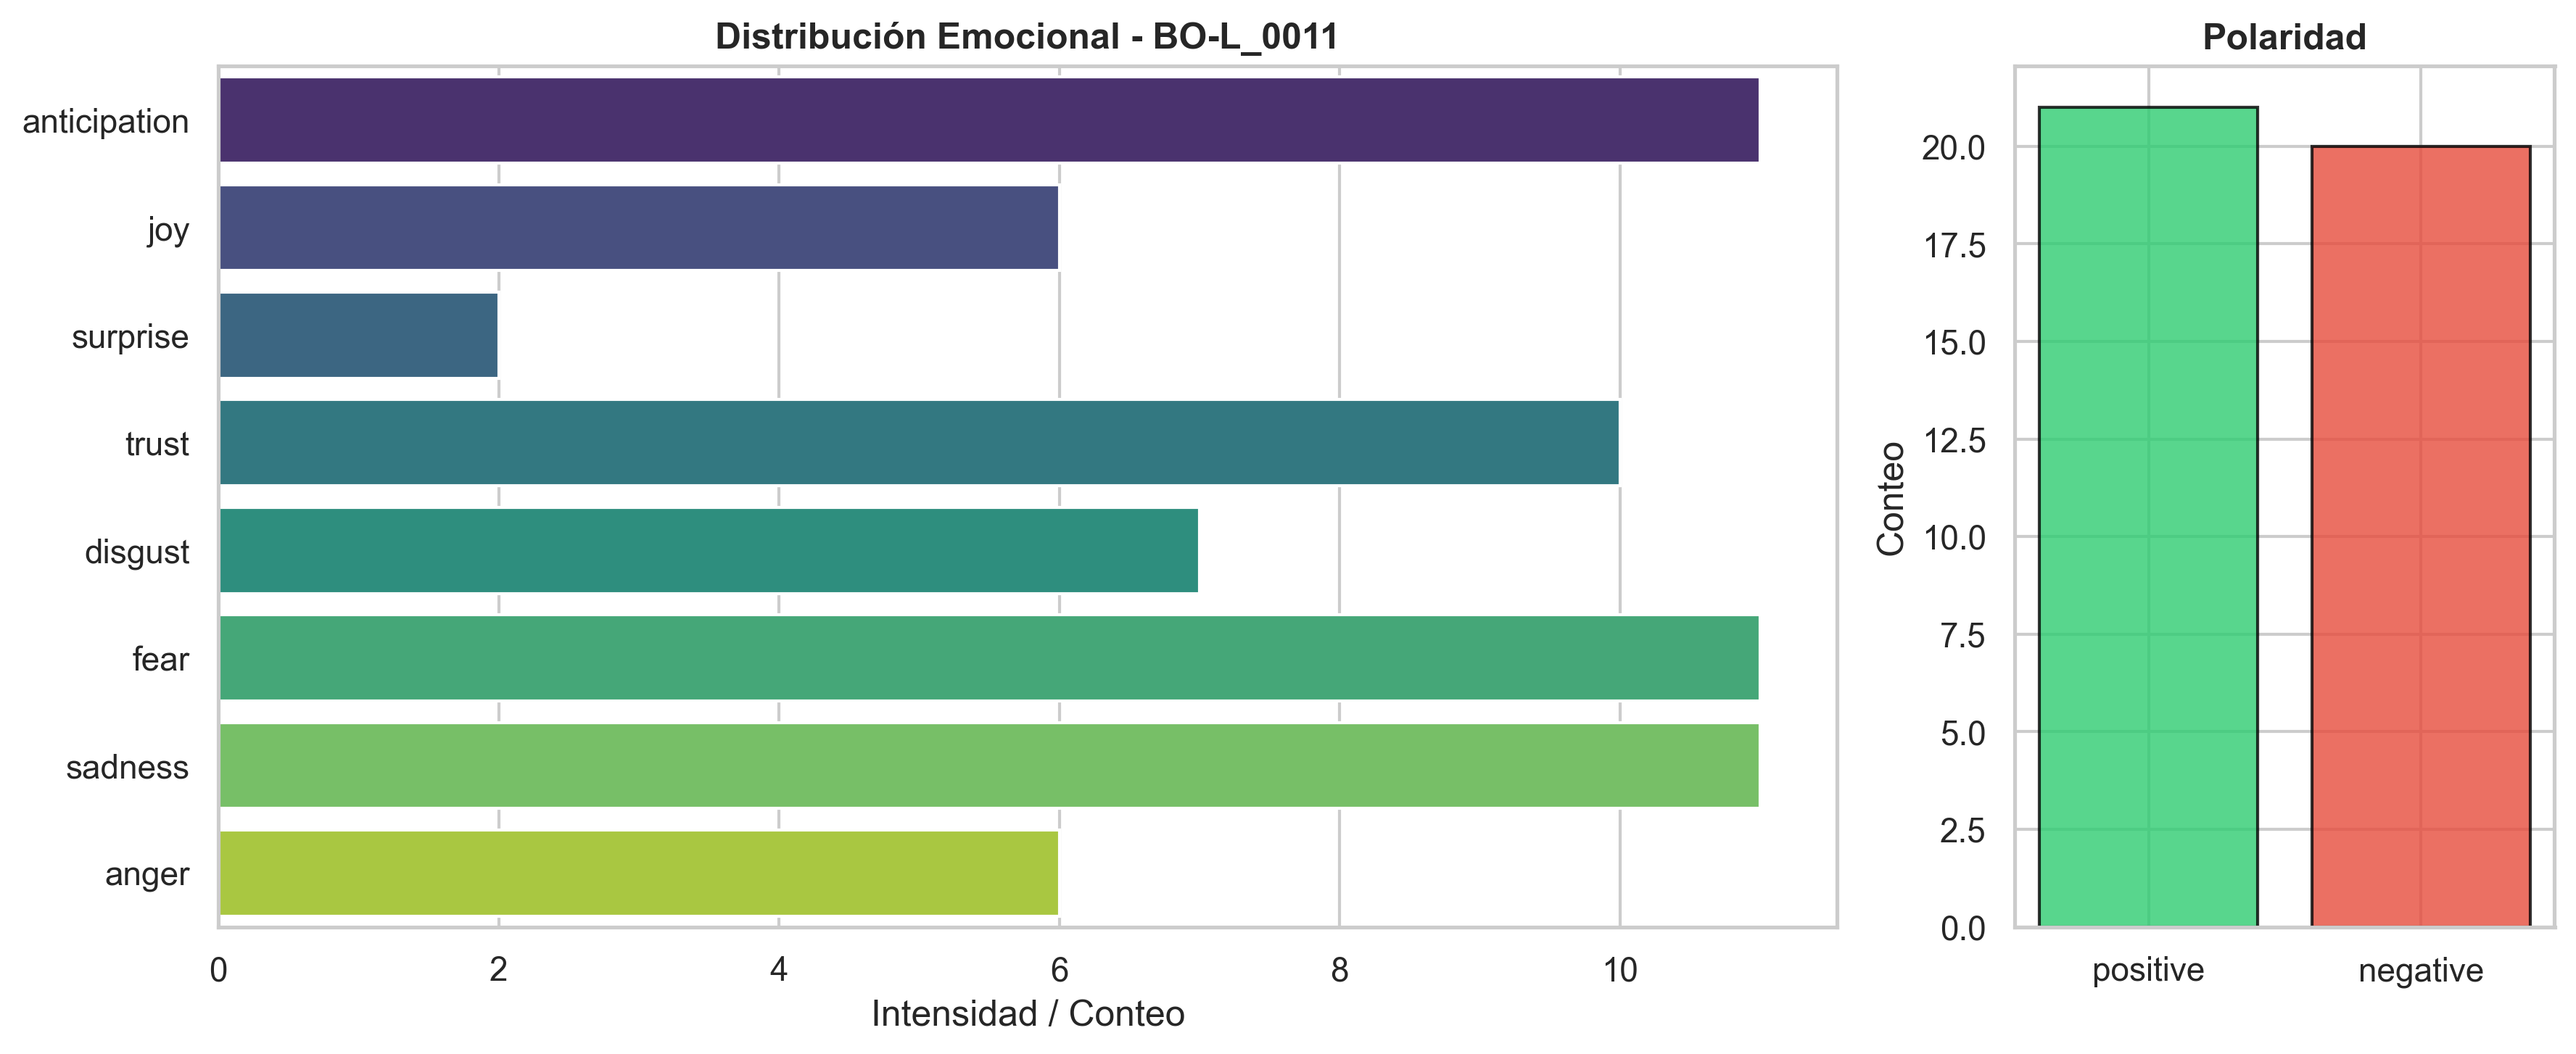 Distribución Emocional - BO-L_0011
anticipation
joy
surprise
trust
disgust
fear
sadness
anger
0 2 4 6 8 10
Intensidad / Conteo
Polaridad
Conteo
20.0
17.5
15.0
12.5
10.0
7.5
5.0
2.5
0.0
positive negative